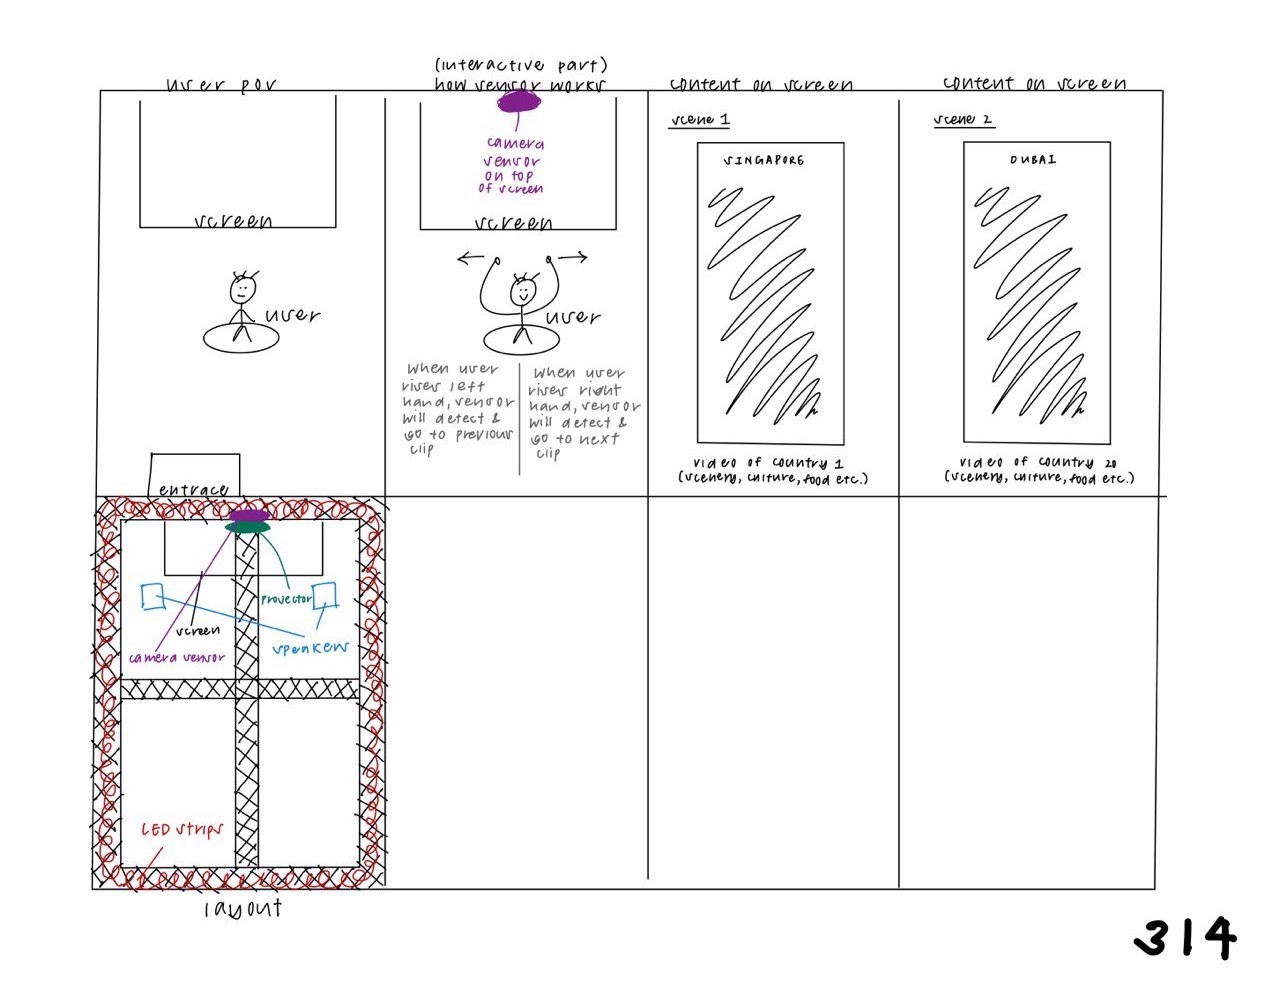 user pov
(interactive part)
how sensor works
content on screen
content on screen
screen
user
entrace
camera
sensor
on top
of screen
screen
user
When user
rises left
hand, sensor
will detect &
go to previous
clip
When user
rises right
hand, sensor
will detect &
go to next
clip
scene 1
SINGAPORE
video of country 1
(scenery, culture, food etc.)
scene 2
DUBAI
video of country 20
(scenery, culture, food etc.)
projector
screen
speakers
camera sensor
LED strips
layout
314